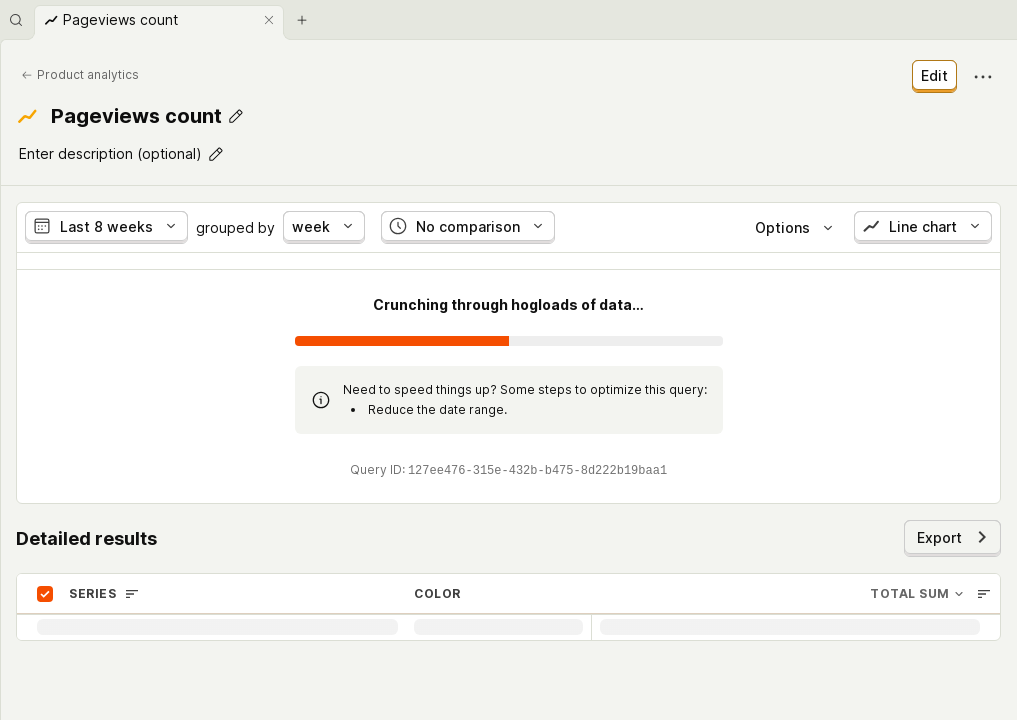 Pageviews count
Product analytics
Edit
Pageviews count
Enter description (optional)
Last 8 weeks grouped by week No comparison Options Line chart
Crunching through hogloads of data...
Need to speed things up? Some steps to optimize this query:
• Reduce the date range.
Query ID: 127ee476-315e-432b-b475-8d222b19baa1
Detailed results
Export
SERIES COLOR TOTAL SUM